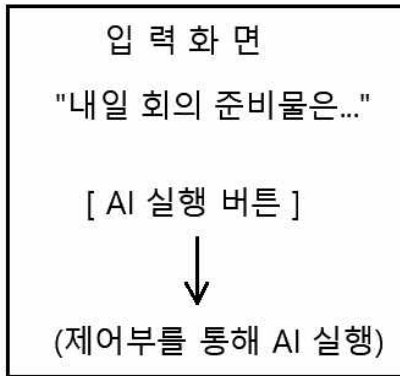 입 력 화 면
"내일 회의 준비물은..."
[ AI 실행 버튼 ]
(제어부를 통해 AI 실행)